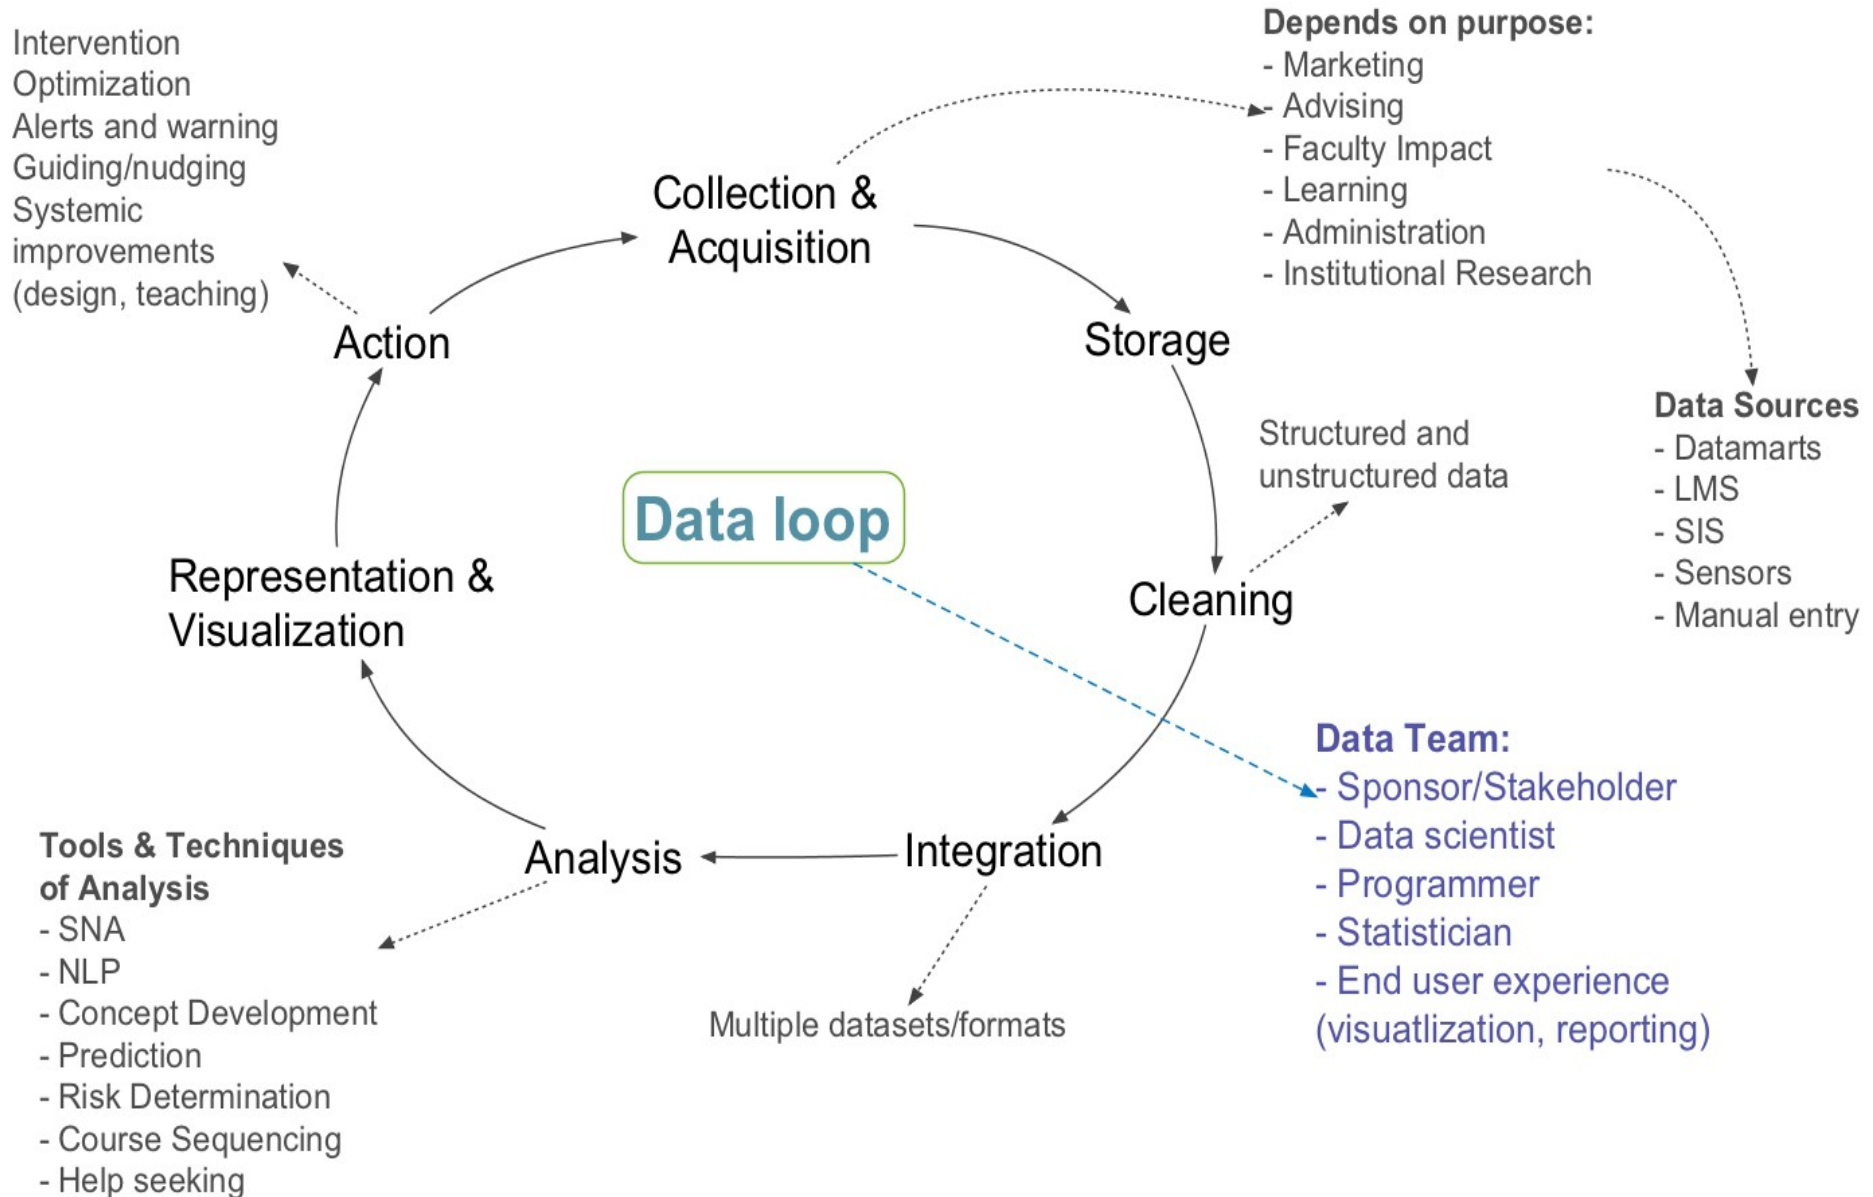 Intervention
Optimization
Alerts and warning
Guiding/nudging
Systemic
improvements
(design, teaching)
Depends on purpose:
- Marketing
- Advising
- Faculty Impact
- Learning
- Administration
- Institutional Research
Collection &
Acquisition
Action
Storage
Data Sources
- Datamarts
- LMS
- SIS
- Sensors
- Manual entry
Structured and
unstructured data
Data loop
Representation &
Visualization
Cleaning
Data Team:
- Sponsor/Stakeholder
- Data scientist
- Programmer
- Statistician
- End user experience
(visuatlization, reporting)
Analysis
Integration
Tools & Techniques
of Analysis
- SNA
- NLP
- Concept Development
- Prediction
- Risk Determination
- Course Sequencing
- Help seeking
Multiple datasets/formats